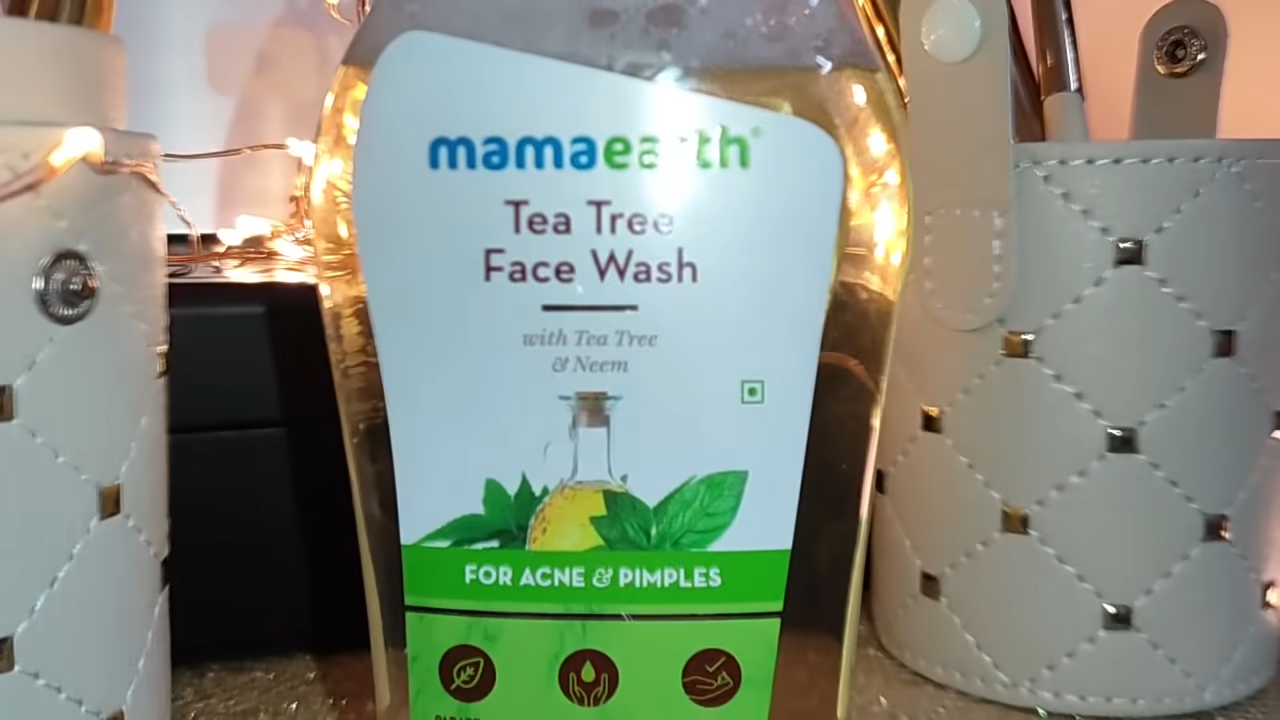 mamaearth
Tea Tree
Face Wash
with Tea Tree
& Neem
FOR ACNE & PIMPLES